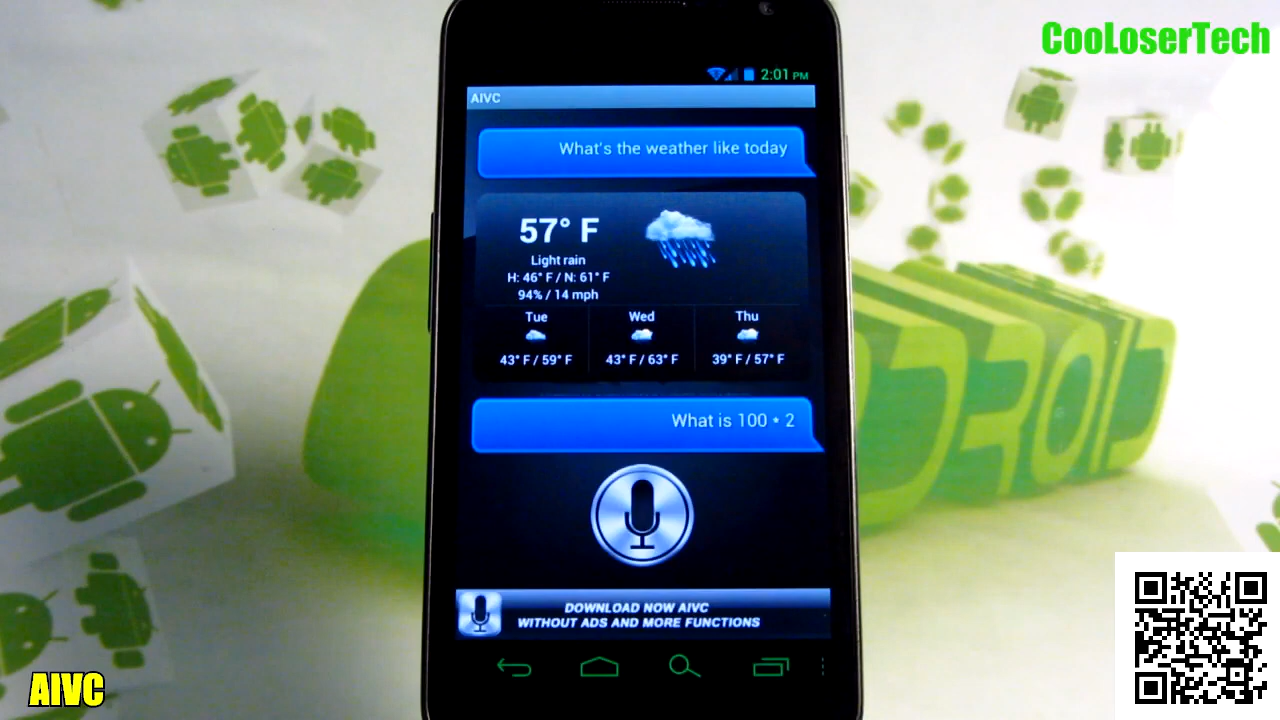 CooLoserTech
2:01 PM
AIVC
What's the weather like today
57° F
Light rain
H: 46° F / N: 61° F
94% / 14 mph
Tue
Wed
Thu
43° F / 59° F
43° F / 63° F
39° F / 57° F
What is 100 * 2
DOWNLOAD NOW AIVC
WITHOUT ADS AND MORE FUNCTIONS
DROID
AIVC